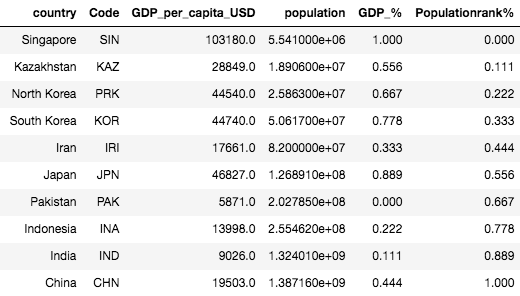 country Code GDP_per_capita_USD population GDP_% Populationrank%
Singapore SIN 103180.0 5.541000e+06 1.000 0.000
Kazakhstan KAZ 28849.0 1.890600e+07 0.556 0.111
North Korea PRK 44540.0 2.586300e+07 0.667 0.222
South Korea KOR 44740.0 5.061700e+07 0.778 0.333
Iran IRI 17661.0 8.200000e+07 0.333 0.444
Japan JPN 46827.0 1.268910e+08 0.889 0.556
Pakistan PAK 5871.0 2.027850e+08 0.000 0.667
Indonesia INA 13998.0 2.554620e+08 0.222 0.778
India IND 9026.0 1.324010e+09 0.111 0.889
China CHN 19503.0 1.387160e+09 0.444 1.000